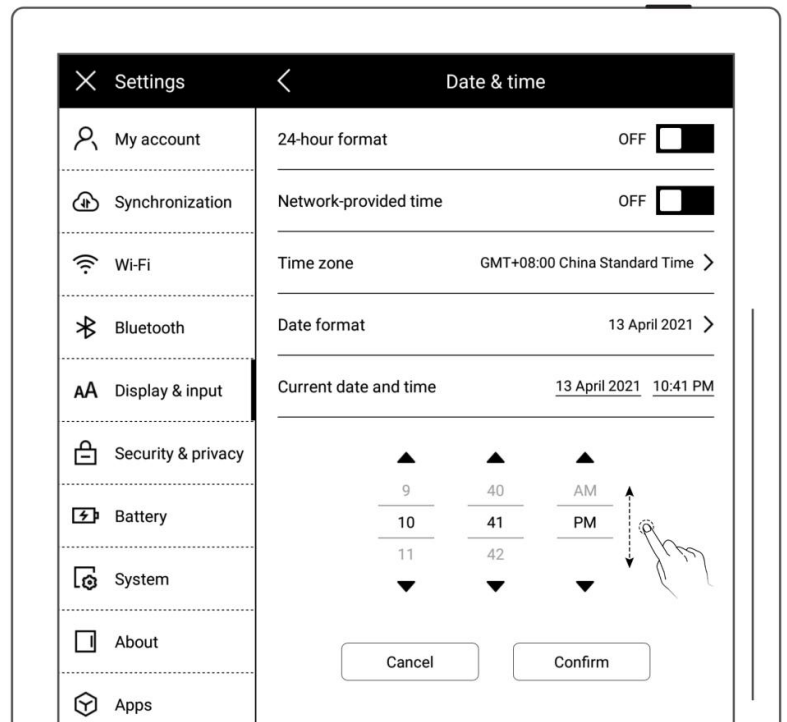 Settings
Date & time
My account
Synchronization
Wi-Fi
Bluetooth
AA Display & input
Security & privacy
Battery
System
About
Apps
24-hour format OFF
Network-provided time OFF
Time zone GMT+08:00 China Standard Time
Date format 13 April 2021
Current date and time 13 April 2021 10:41 PM
9 40 AM
10 41 PM
11 42
Cancel Confirm